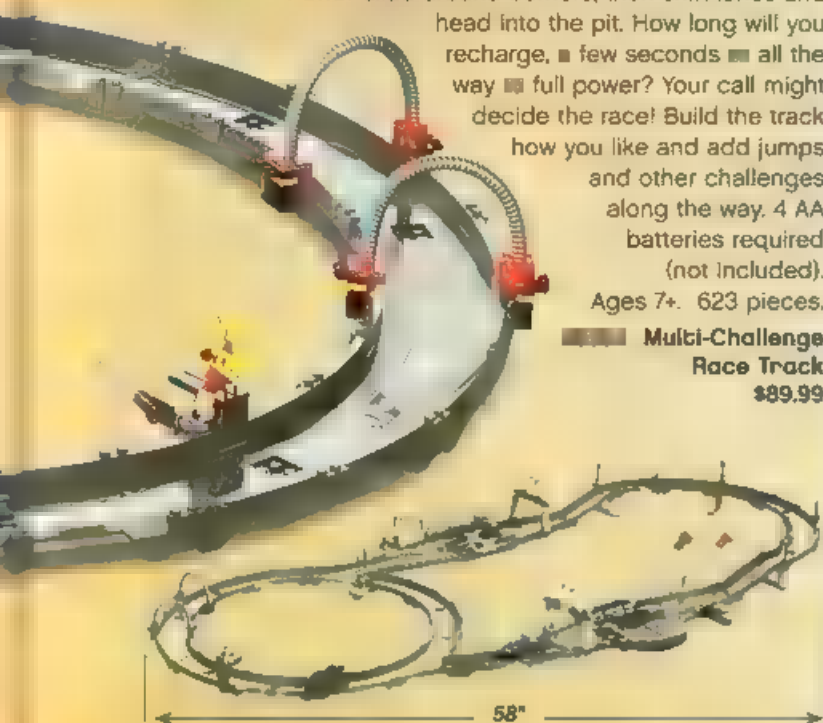 head into the pit. How long will you
recharge, few seconds all the
way full power? Your call might
decide the race! Build the track
how you like and add jumps
and other challenges
along the way. 4 AA
batteries required
(not included).
Ages 7+. 623 pieces.
Multi-Challenge
Race Track
$89.99
58"